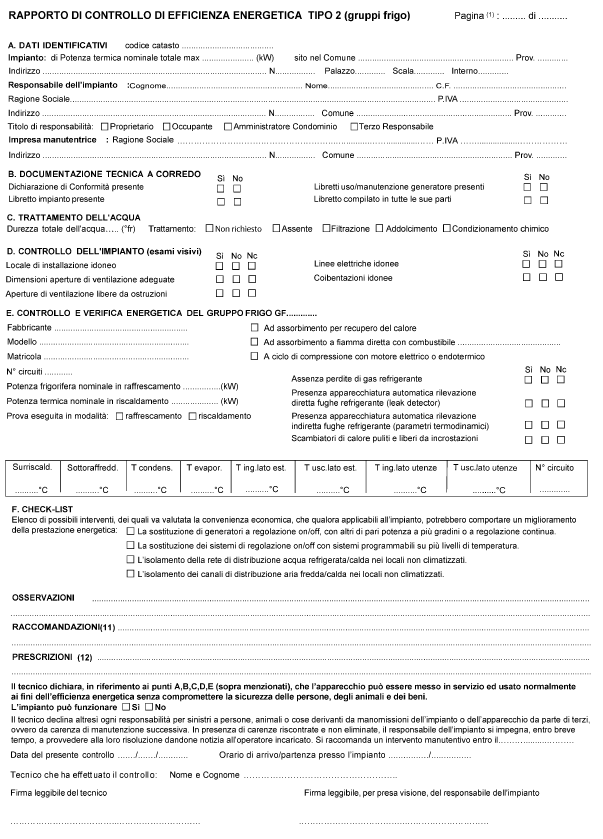 RAPPORTO DI CONTROLLO DI EFFICIENZA ENERGETICA TIPO 2 (gruppi frigo) Pagina (1) : ......... di ..........
A. DATI IDENTIFICATIVI codice catasto ....................................
Impianto: di Potenza termica nominale totale max .................... (kW) sito nel Comune ............................................ Prov. ............
Indirizzo .................................................. N............... Palazzo............ Scala............ Interno............
Responsabile dell'impianto :Cognome.................................. Nome.................................. C.F. ..................................
Ragione Sociale.................................................. P.IVA ..................................
Indirizzo .................................................. N............... Comune .................................. Prov. ............
Titolo di responsabilità: ☐ Proprietario ☐ Occupante ☐ Amministratore Condominio ☐ Terzo Responsabile
Impresa manutentrice : Ragione Sociale .................................................. P.IVA ..................................
Indirizzo .................................................. N............... Comune .................................. Prov. ............
B. DOCUMENTAZIONE TECNICA A CORREDO Sì No Sì No
Dichiarazione di Conformità presente ☐ ☐ Libretti uso/manutenzione generatore presenti ☐ ☐
Libretto impianto presente ☐ ☐ Libretto compilato in tutte le sue parti ☐ ☐
C. TRATTAMENTO DELL'ACQUA
Durezza totale dell'acqua..... (°fr) Trattamento: ☐ Non richiesto ☐ Assente ☐ Filtrazione ☐ Addolcimento ☐ Condizionamento chimico
D. CONTROLLO DELL'IMPIANTO (esami visivi) Sì No Nc Sì No Nc
Locale di installazione idoneo ☐ ☐ ☐ Linee elettriche idonee ☐ ☐ ☐
Dimensioni aperture di ventilazione adeguate ☐ ☐ ☐ Coibentazioni idonee ☐ ☐ ☐
Aperture di ventilazione libere da ostruzioni ☐ ☐ ☐
E. CONTROLLO E VERIFICA ENERGETICA DEL GRUPPO FRIGO GF............
Fabbricante .................................. ☐ Ad assorbimento per recupero del calore
Modello .................................. ☐ Ad assorbimento a fiamma diretta con combustibile ..................................
Matricola .................................. ☐ A ciclo di compressione con motore elettrico o endotermico
N° circuiti ........... Sì No Nc
Assenza perdite di gas refrigerante ☐ ☐ ☐
Potenza frigorifera nominale in raffrescamento ...............(kW)
Presenza apparecchiatura automatica rilevazione
diretta fughe refrigerante (leak detector) ☐ ☐ ☐
Potenza termica nominale in riscaldamento .................. (kW)
Prova eseguita in modalità: ☐ raffrescamento ☐ riscaldamento
Presenza apparecchiatura automatica rilevazione
indiretta fughe refrigerante (parametri termodinamici) ☐ ☐ ☐
Scambiatori di calore puliti e liberi da incrostazioni ☐ ☐ ☐
Surriscald. Sottoraffredd. T condens. T evapor. T ing.lato est. T usc.lato est. T ing.lato utenze T usc.lato utenze N° circuito
.........°C .........°C .........°C .........°C .........°C .........°C .........°C .........°C ............
F. CHECK-LIST
Elenco di possibili interventi, dei quali va valutata la convenienza economica, che qualora applicabili all'impianto, potrebbero comportare un miglioramento
della prestazione energetica: ☐ La sostituzione di generatori a regolazione on/off, con altri di pari potenza a più gradini o a regolazione continua.
☐ La sostituzione dei sistemi di regolazione on/off con sistemi programmabili su più livelli di temperatura.
☐ L'isolamento della rete di distribuzione acqua refrigerata/calda nei locali non climatizzati.
☐ L'isolamento dei canali di distribuzione aria fredda/calda nei locali non climatizzati.
OSSERVAZIONI ....................................................................
RACCOMANDAZIONI(11) ....................................................................
PRESCRIZIONI (12) ....................................................................
Il tecnico dichiara, in riferimento ai punti A,B,C,D,E (sopra menzionati), che l'apparecchio può essere messo in servizio ed usato normalmente
ai fini dell'efficienza energetica senza compromettere la sicurezza delle persone, degli animali e dei beni.
L'impianto può funzionare ☐ Sì ☐ No
Il tecnico declina altresì ogni responsabilità per sinistri a persone, animali o cose derivanti da manomissioni dell'impianto o dell'apparecchio da parte di terzi,
ovvero da carenza di manutenzione successiva. In presenza di carenze riscontrate e non eliminate, il responsabile dell'impianto si impegna, entro breve
tempo, a provvedere alla loro risoluzione dandone notizia all'operatore incaricato. Si raccomanda un intervento manutentivo entro il.......................
Data del presente controllo ....../....../........... Orario di arrivo/partenza presso l'impianto .............../...............
Tecnico che ha effettuato il controllo: Nome e Cognome ..................................................
Firma leggibile del tecnico Firma leggibile, per presa visione, del responsabile dell'impianto
.................................................. ..................................................